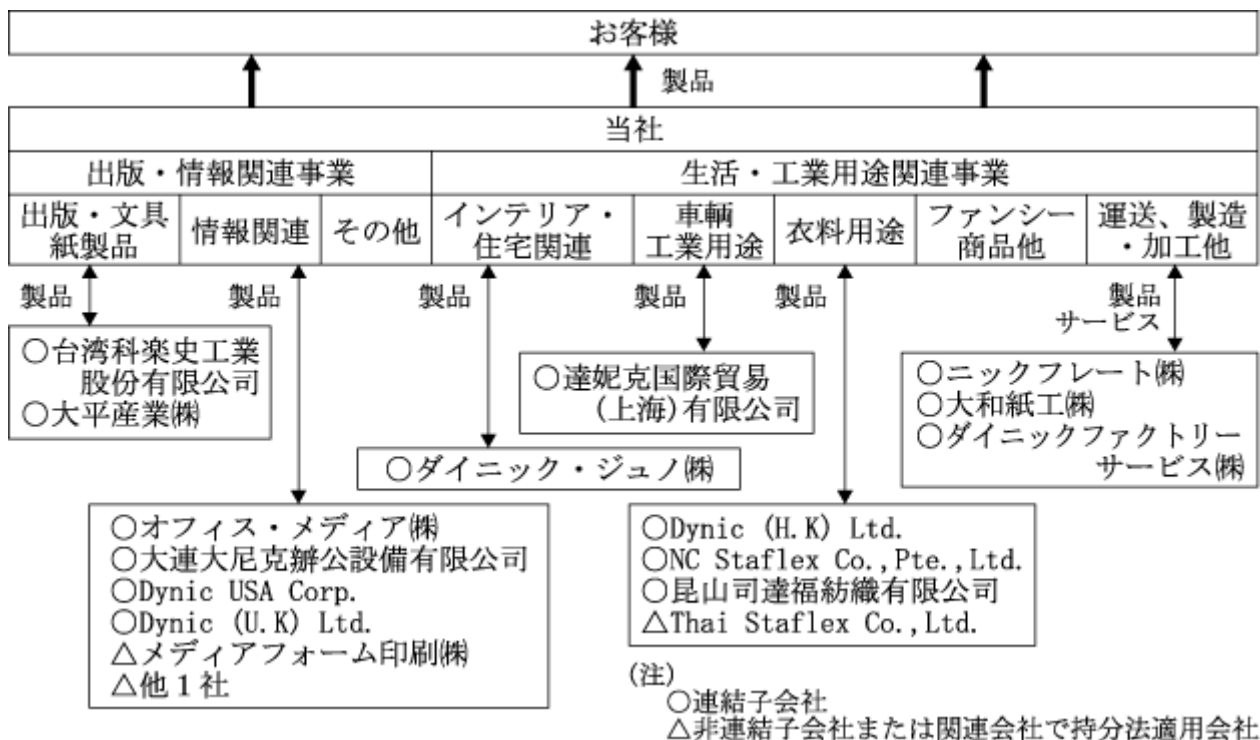 お客様
製品
当社
出版・情報関連事業
生活・工業用途関連事業
出版・文具
紙製品
情報関連
その他
インテリア・
住宅関連
車輌
工業用途
衣料用途
ファンシー
商品他
運送、製造
・加工他
製品
製品
製品
製品
製品
製品
サービス
○台湾科楽史工業
股份有限公司
○大平産業㈱
○達妮克国際貿易
(上海)有限公司
○ニックフレート㈱
○大和紙工㈱
○ダイニックファクトリー
サービス㈱
○ダイニック・ジュノ㈱
○オフィス・メディア㈱
○大連大尼克辦公設備有限公司
○Dynic USA Corp.
○Dynic (U.K) Ltd.
△メディアフォーム印刷㈱
△他1社
○Dynic (H.K) Ltd.
○NC Staflex Co.,Pte.,Ltd.
○昆山司達福紡織有限公司
△Thai Staflex Co.,Ltd.
(注)
○連結子会社
△非連結子会社または関連会社で持分法適用会社